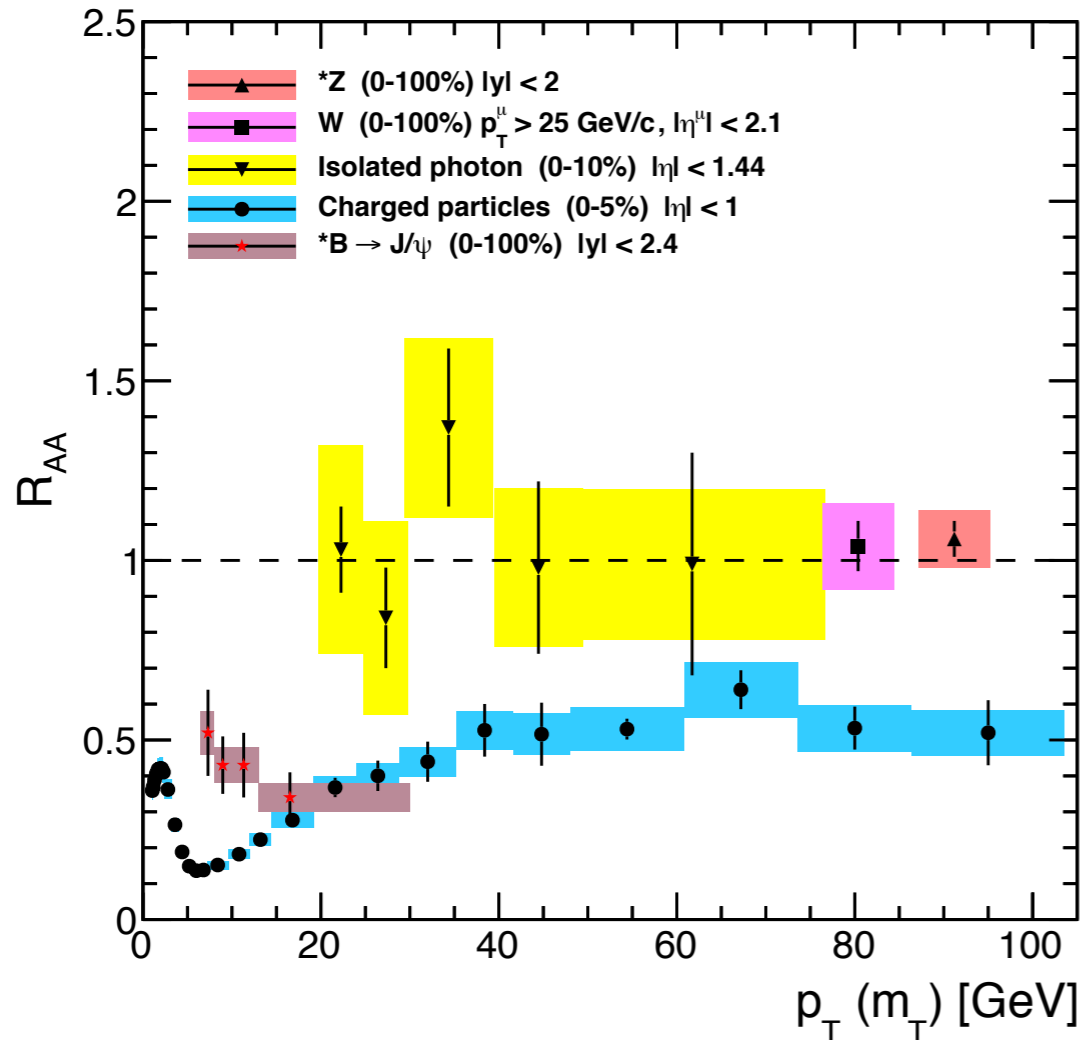 2.5
*Z (0-100%) |y| < 2
W (0-100%) p_T^μ > 25 GeV/c, |η^μ| < 2.1
Isolated photon (0-10%) |η| < 1.44
Charged particles (0-5%) |η| < 1
*B → J/ψ (0-100%) |y| < 2.4
2
1.5
R_AA
1
0.5
0
0 20 40 60 80 100
p_T (m_T) [GeV]